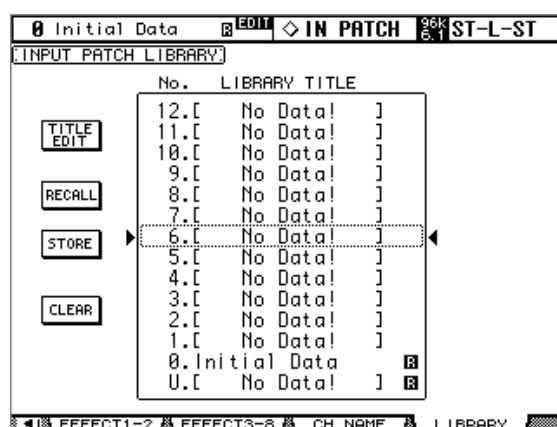 0 Initial Data R EDIT ◇ IN PATCH 96K 6.1 ST-L-ST
INPUT PATCH LIBRARY
No. LIBRARY TITLE
12.[ No Data! ]
TITLE EDIT
11.[ No Data! ]
10.[ No Data! ]
9.[ No Data! ]
RECALL
8.[ No Data! ]
7.[ No Data! ]
STORE
6.[ No Data! ]
5.[ No Data! ]
4.[ No Data! ]
CLEAR
3.[ No Data! ]
2.[ No Data! ]
1.[ No Data! ]
0.Initial Data R
U.[ No Data! ] R
EFFECT1-2 EFFECT3-8 CH NAME LIBRARY